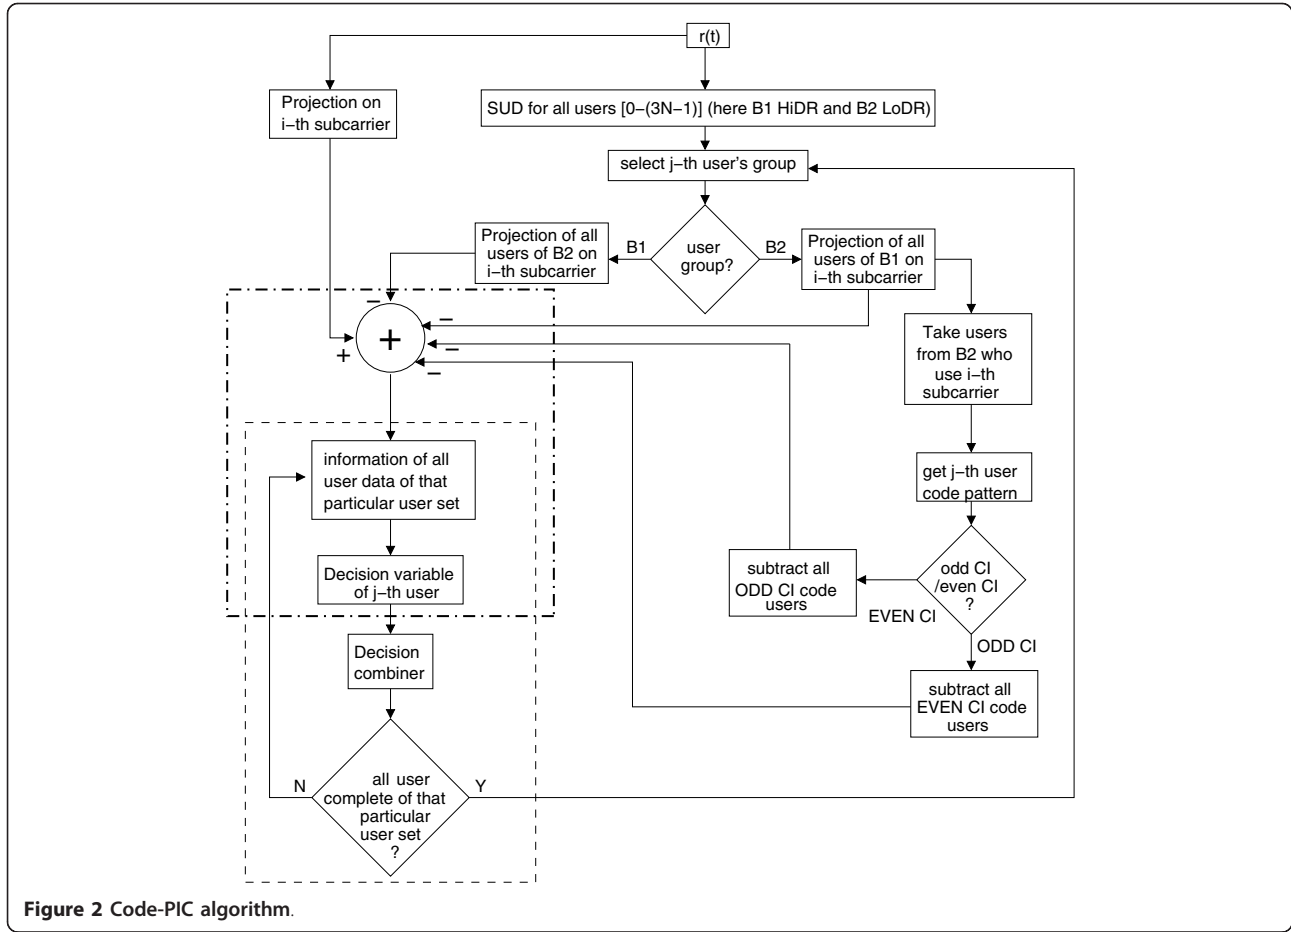 r(t)
Projection on
i−th subcarrier
SUD for all users [0−(3N−1)] (here B1 HiDR and B2 LoDR)
select j−th user's group
Projection of all
users of B2 on
i−th subcarrier
B1
user
group?
B2
Projection of all
users of B1 on
i−th subcarrier
−
−
−
−
+
+
Take users
from B2 who
use i−th
subcarrier
information of all
user data of that
particular user set
get j−th user
code pattern
Decision variable
of j−th user
subtract all
ODD CI code
users
odd CI
/even CI
?
EVEN CI
ODD CI
Decision
combiner
subtract all
EVEN CI code
users
N
all user
complete of that
particular
user set
?
Y
Figure 2 Code-PIC algorithm.